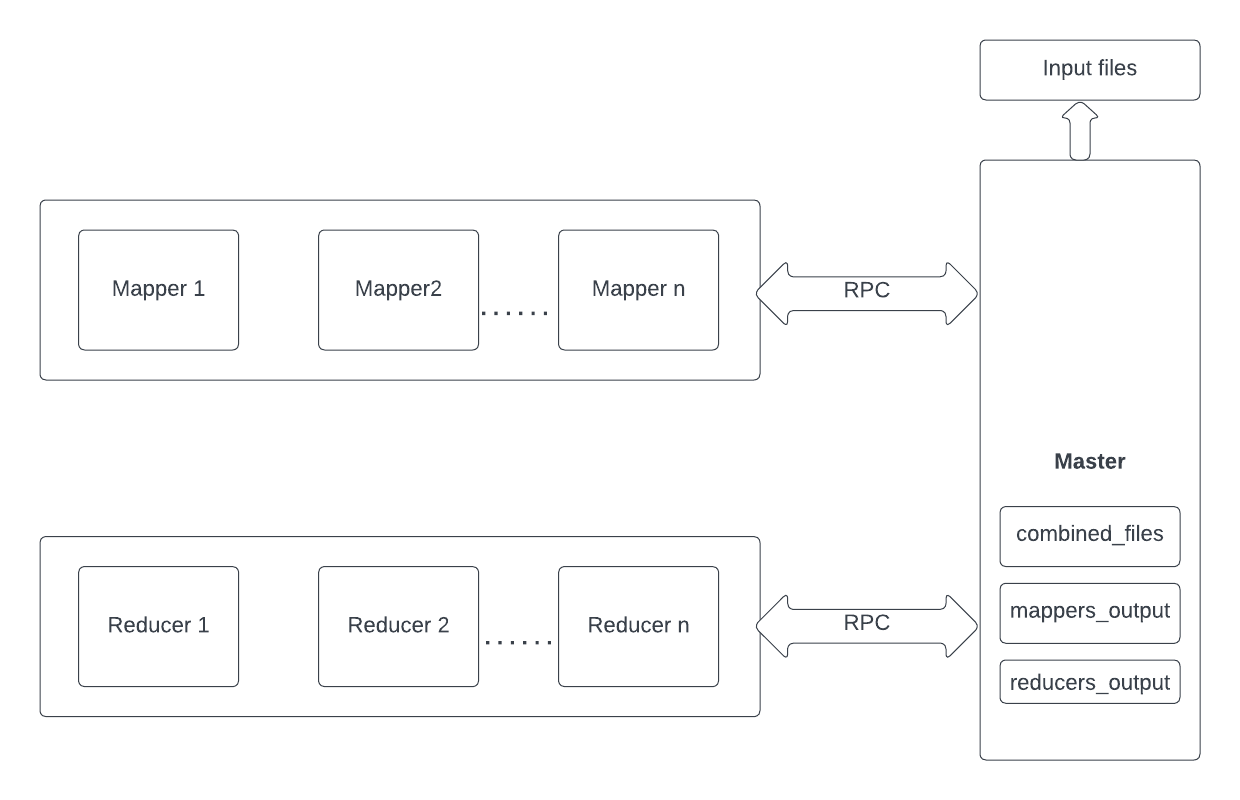 Input files
Mapper 1
Mapper2
......
Mapper n
RPC
Master
combined_files
Reducer 1
Reducer 2
......
Reducer n
RPC
mappers_output
reducers_output